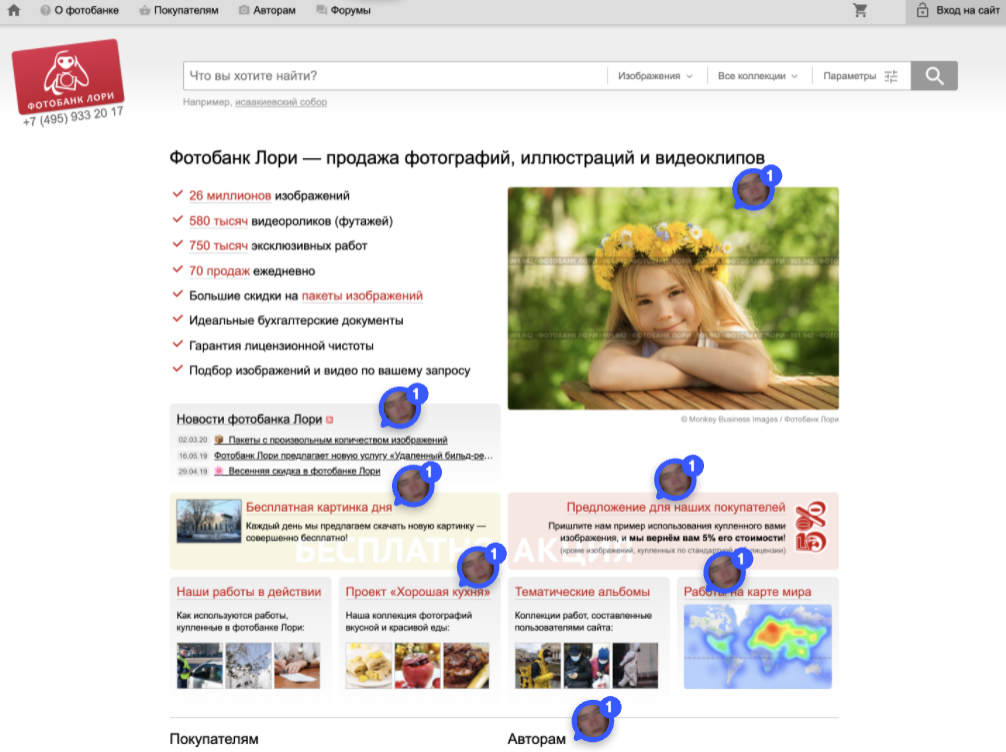 О фотобанке
Покупателям
Авторам
Форумы
Вход на сайт
ФОТОБАНК ЛОРИ
+7 (495) 933 20 17
Что вы хотите найти?
Изображения
Все коллекции
Параметры
Например, исаакиевский собор
Фотобанк Лори — продажа фотографий, иллюстраций и видеоклипов
1
26 миллионов изображений
580 тысяч видеороликов (футажей)
750 тысяч эксклюзивных работ
70 продаж ежедневно
Большие скидки на пакеты изображений
Идеальные бухгалтерские документы
Гарантия лицензионной чистоты
Подбор изображений и видео по вашему запросу
ФОТОБАНК ЛОРИ
ФОТОБАНК ЛОРИ
© Monkey Business Images / Фотобанк Лори
1
Новости фотобанка Лори
02.03.20 Пакеты с произвольным количеством изображений
16.05.19 Фотобанк Лори предлагает новую услугу «Удаленный бильд-ре...
29.04.19 Весенняя скидка в фотобанке Лори
1
1
Бесплатная картинка дня
Каждый день мы предлагаем скачать новую картинку —
совершенно бесплатно!
Предложение для наших покупателей
Пришлите нам пример использования купленного вами
изображения, и мы вернём вам 5% его стоимости!
(кроме изображений, купленных по стандартной лицензии)
5%
АКЦИЯ
1
1
Наши работы в действии
Как используются работы,
купленные в фотобанке Лори:
Проект «Хорошая кухня»
Наша коллекция фотографий
вкусной и красивой еды:
Тематические альбомы
Коллекции работ, составленные
пользователями сайта:
Работы на карте мира
1
Покупателям
Авторам